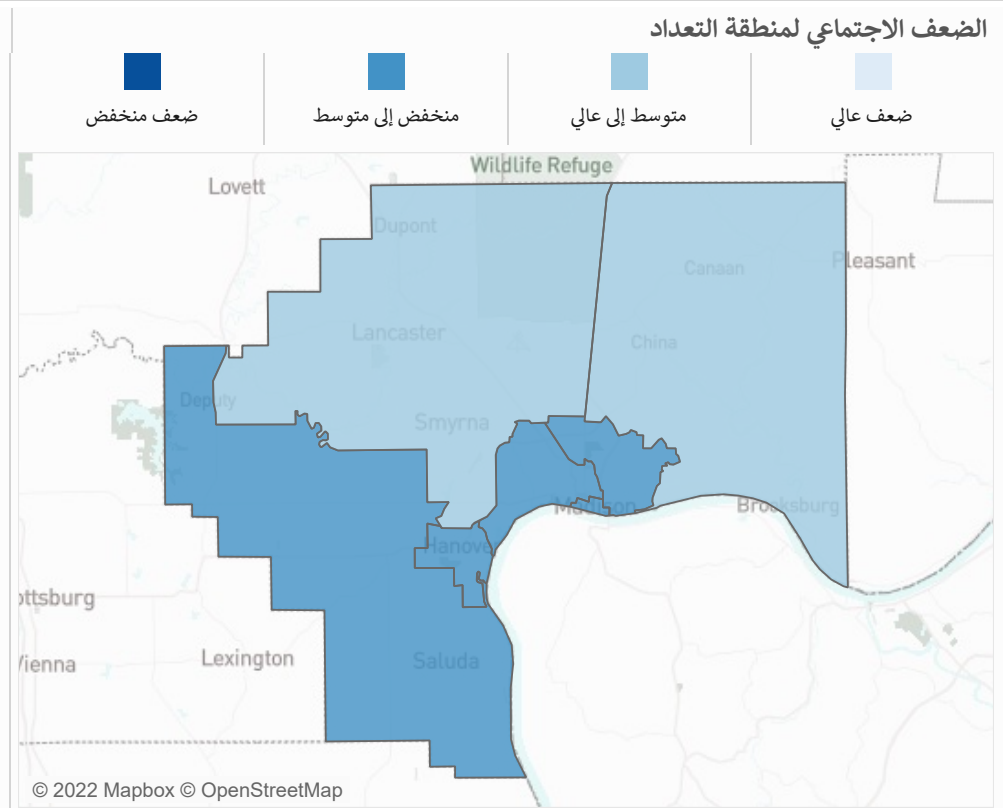 الضعف الاجتماعي لمنطقة التعداد
ضعف عالي
متوسط إلى عالي
منخفض إلى متوسط
ضعف منخفض
Wildlife Refuge
Lovett
Dupont
Pleasant
Canaan
Lancaster
China
Deputy
Smyrna
Madison
Brooksburg
Hanover
ottsburg
Vienna
Lexington
Saluda
© 2022 Mapbox © OpenStreetMap